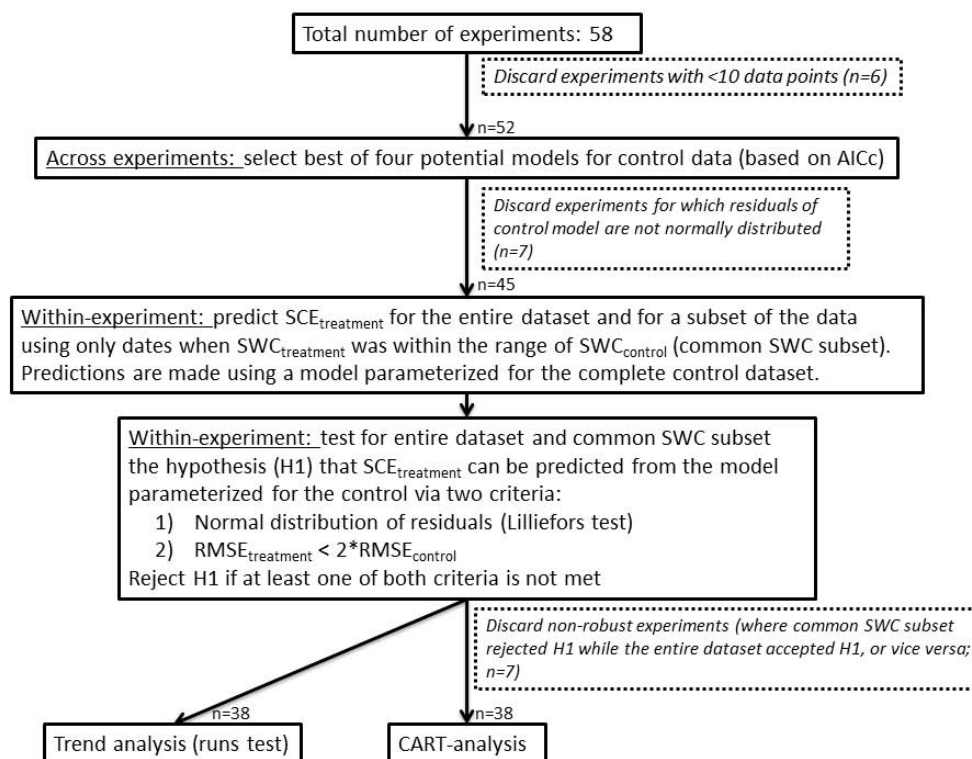 Total number of experiments: 58
Discard experiments with <10 data points (n=6)
n=52
Across experiments: select best of four potential models for control data (based on AICc)
Discard experiments for which residuals of
control model are not normally distributed
(n=7)
n=45
Within-experiment: predict SCEtreatment for the entire dataset and for a subset of the data
using only dates when SWCtreatment was within the range of SWCcontrol (common SWC subset).
Predictions are made using a model parameterized for the complete control dataset.
Within-experiment: test for entire dataset and common SWC subset
the hypothesis (H1) that SCEtreatment can be predicted from the model
parameterized for the control via two criteria:
1) Normal distribution of residuals (Lilliefors test)
2) RMSEtreatment < 2*RMSEcontrol
Reject H1 if at least one of both criteria is not met
Discard non-robust experiments (where common SWC subset
rejected H1 while the entire dataset accepted H1, or vice versa;
n=7)
n=38
n=38
Trend analysis (runs test)
CART-analysis